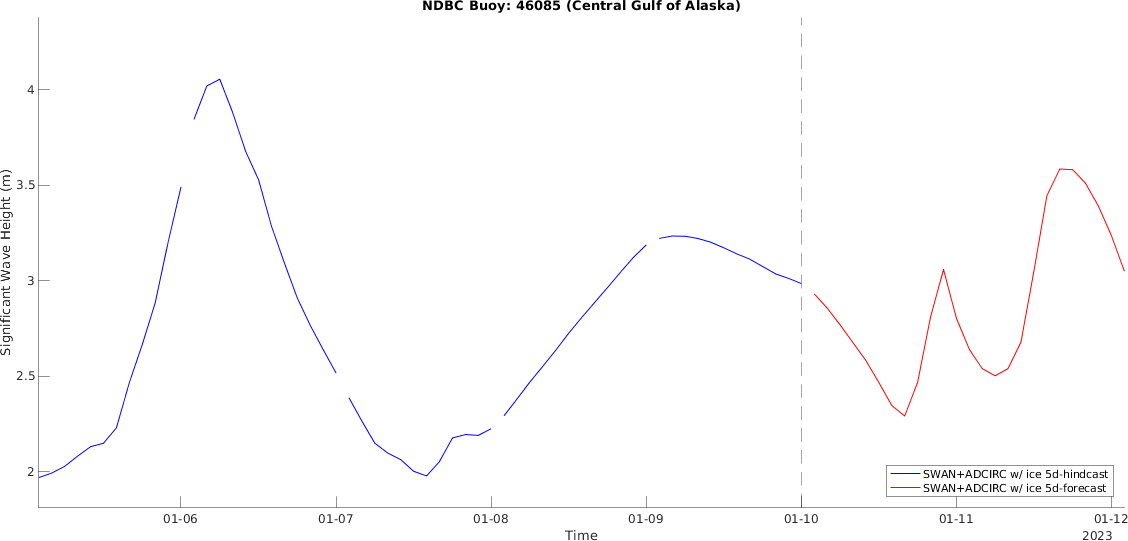 NDBC Buoy: 46085 (Central Gulf of Alaska)
Significant Wave Height (m)
4
3.5
3
2.5
2
SWAN+ADCIRC w/ ice 5d-hindcast
SWAN+ADCIRC w/ ice 5d-forecast
01-06 01-07 01-08 01-09 01-10 01-11 01-12
Time
2023